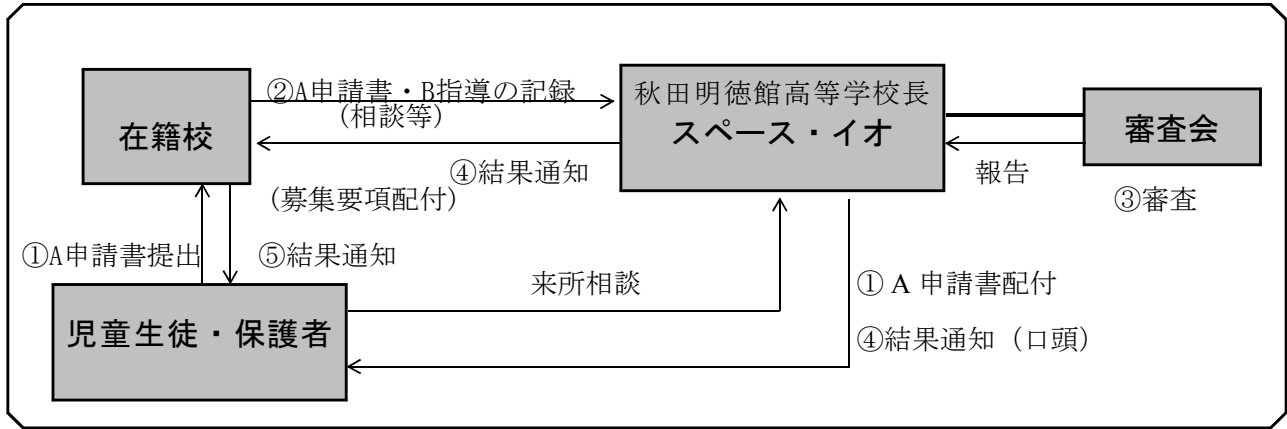 ②A申請書・B指導の記録
(相談等)
秋田明徳館高等学校長
スペース・イオ
在籍校
審査会
④結果通知
報告
(募集要項配付)
③審査
①A申請書提出
⑤結果通知
来所相談
① A 申請書配付
児童生徒・保護者
④結果通知（口頭）